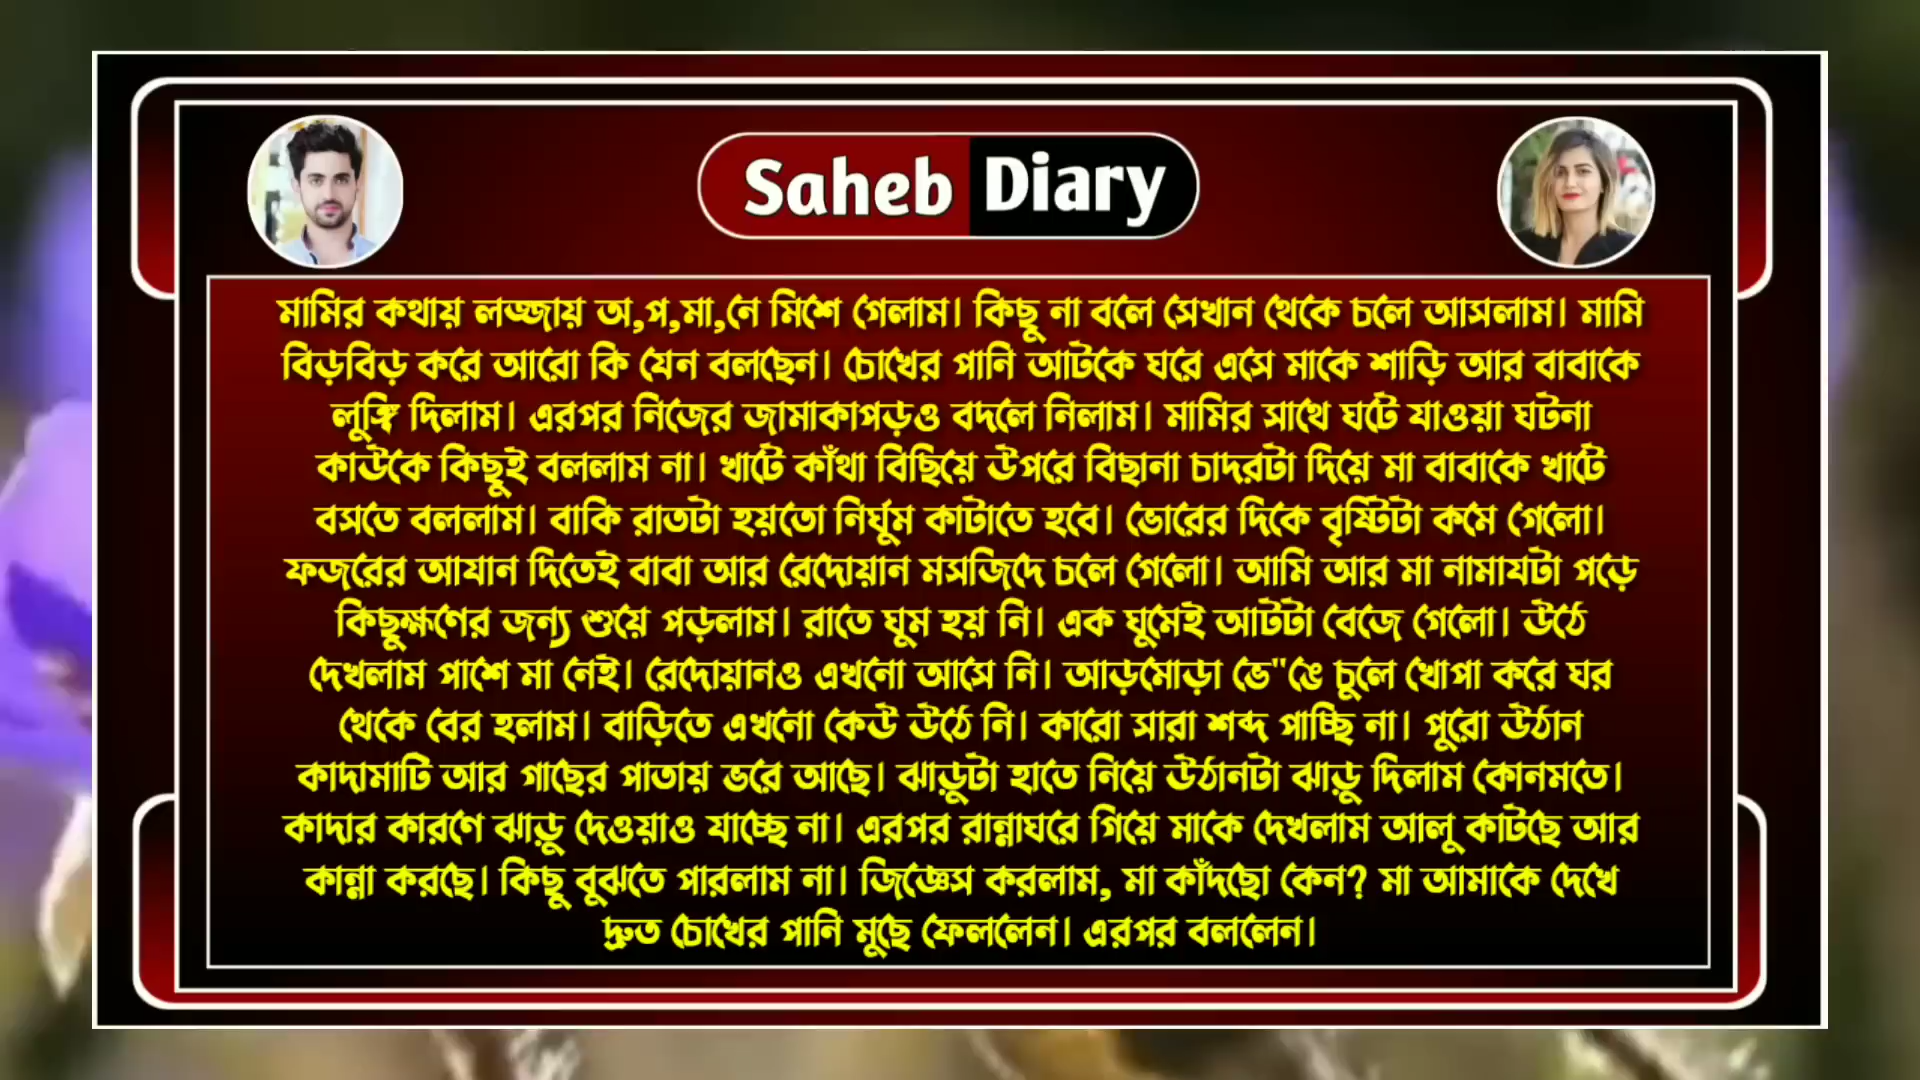 Saheb Diary
মামির কথায় লজ্জায় অ,প,মা,নে মিশে গেলাম। কিছু না বলে সেখান থেকে চলে আসলাম। মামি
বিড়বিড় করে আরো কি যেন বলছেন। চোখের পানি আটকে ঘরে এসে মাকে শাড়ি আর বাবাকে
লুঙ্গি দিলাম। এরপর নিজের জামাকাপড়ও বদলে নিলাম। মামির সাথে ঘটে যাওয়া ঘটনা
কাউকে কিছুই বললাম না। খাটে কাঁথা বিছিয়ে উপরে বিছানা চাদরটা দিয়ে মা বাবাকে খাটে
বসতে বললাম। বাকি রাতটা হয়তো নির্ঘুম কাটাতে হবে। ভোরের দিকে বৃষ্টিটা কমে গেলো।
ফজরের আযান দিতেই বাবা আর রেদোয়ান মসজিদে চলে গেলো। আমি আর মা নামাযটা পড়ে
কিছুক্ষণের জন্য শুয়ে পড়লাম। রাতে ঘুম হয় নি। এক ঘুমেই আটটা বেজে গেলো। উঠে
দেখলাম পাশে মা নেই। রেদোয়ানও এখনো আসে নি। আড়মোড়া ভে"ঙে চুলে খোপা করে ঘর
থেকে বের হলাম। বাড়িতে এখনো কেউ উঠে নি। কারো সারা শব্দ পাচ্ছি না। পুরো উঠান
কাদামাটি আর গাছের পাতায় ভরে আছে। ঝাড়ুটা হাতে নিয়ে উঠানটা ঝাড়ু দিলাম কোনমতে।
কাদার কারণে ঝাড়ু দেওয়াও যাচ্ছে না। এরপর রান্নাঘরে গিয়ে মাকে দেখলাম আলু কাটছে আর
কান্না করছে। কিছু বুঝতে পারলাম না। জিজ্ঞেস করলাম, মা কাঁদছো কেন? মা আমাকে দেখে
দ্রুত চোখের পানি মুছে ফেললেন। এরপর বললেন।